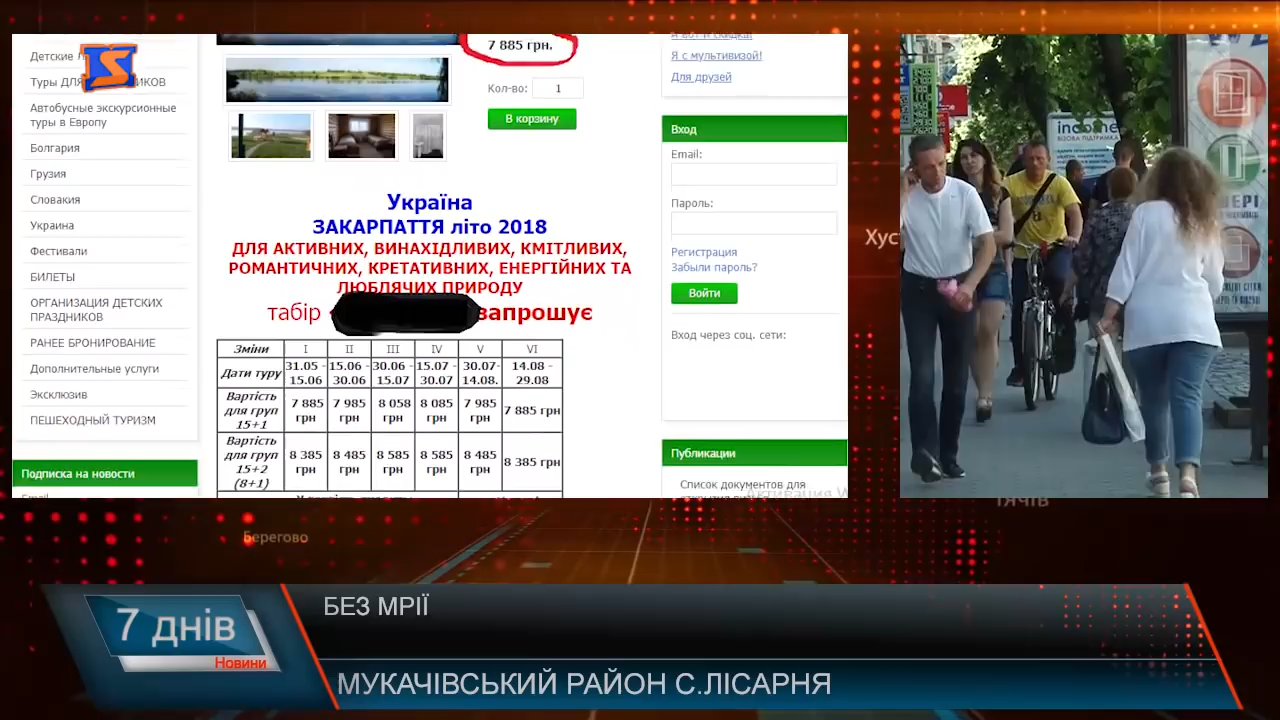 Детские
Туры ДЛЯ
Автобусные экскурсионные
туры в Европу
Болгария
Грузия
Словакия
Украина
Фестивали
БИЛЕТЫ
ОРГАНИЗАЦИЯ ДЕТСКИХ
ПРАЗДНИКОВ
РАНЕЕ БРОНИРОВАНИЕ
Дополнительные услуги
Эксклюзив
ПЕШЕХОДНЫЙ ТУРИЗМ
Подписка на новости
7 885 грн.
Кол-во: 1
В корзину
Україна
ЗАКАРПАТТЯ літо 2018
ДЛЯ АКТИВНИХ, ВИНАХІДЛИВИХ, КМІТЛИВИХ,
РОМАНТИЧНИХ, КРЕТАТИВНИХ, ЕНЕРГІЙНИХ ТА
ЛЮБЛЯЧИХ ПРИРОДУ
табір запрошує
Зміни I II III IV V VI
Дати туру 31.05 - 15.06 15.06 - 30.06 30.06 - 15.07 15.07 - 30.07 30.07- 14.08. 14.08 - 29.08
Вартість для груп 15+1 7 885 грн 7 985 грн 8 058 грн 8 085 грн 7 985 грн 7 885 грн
Вартість для груп 15+2 (8+1) 8 385 грн 8 485 грн 8 585 грн 8 585 грн 8 485 грн 8 385 грн
Я с мультивизой!
Для друзей
Вход
Email:
Пароль:
Регистрация
Забыли пароль?
Войти
Вход через соц. сети:
Публикации
Список документов для
income
ВІЗОВА ПІДТРИМКА
Хус
Тячів
Берегово
7 днів
Новини
БЕЗ МРІЇ
МУКАЧІВСЬКИЙ РАЙОН С.ЛІСАРНЯ